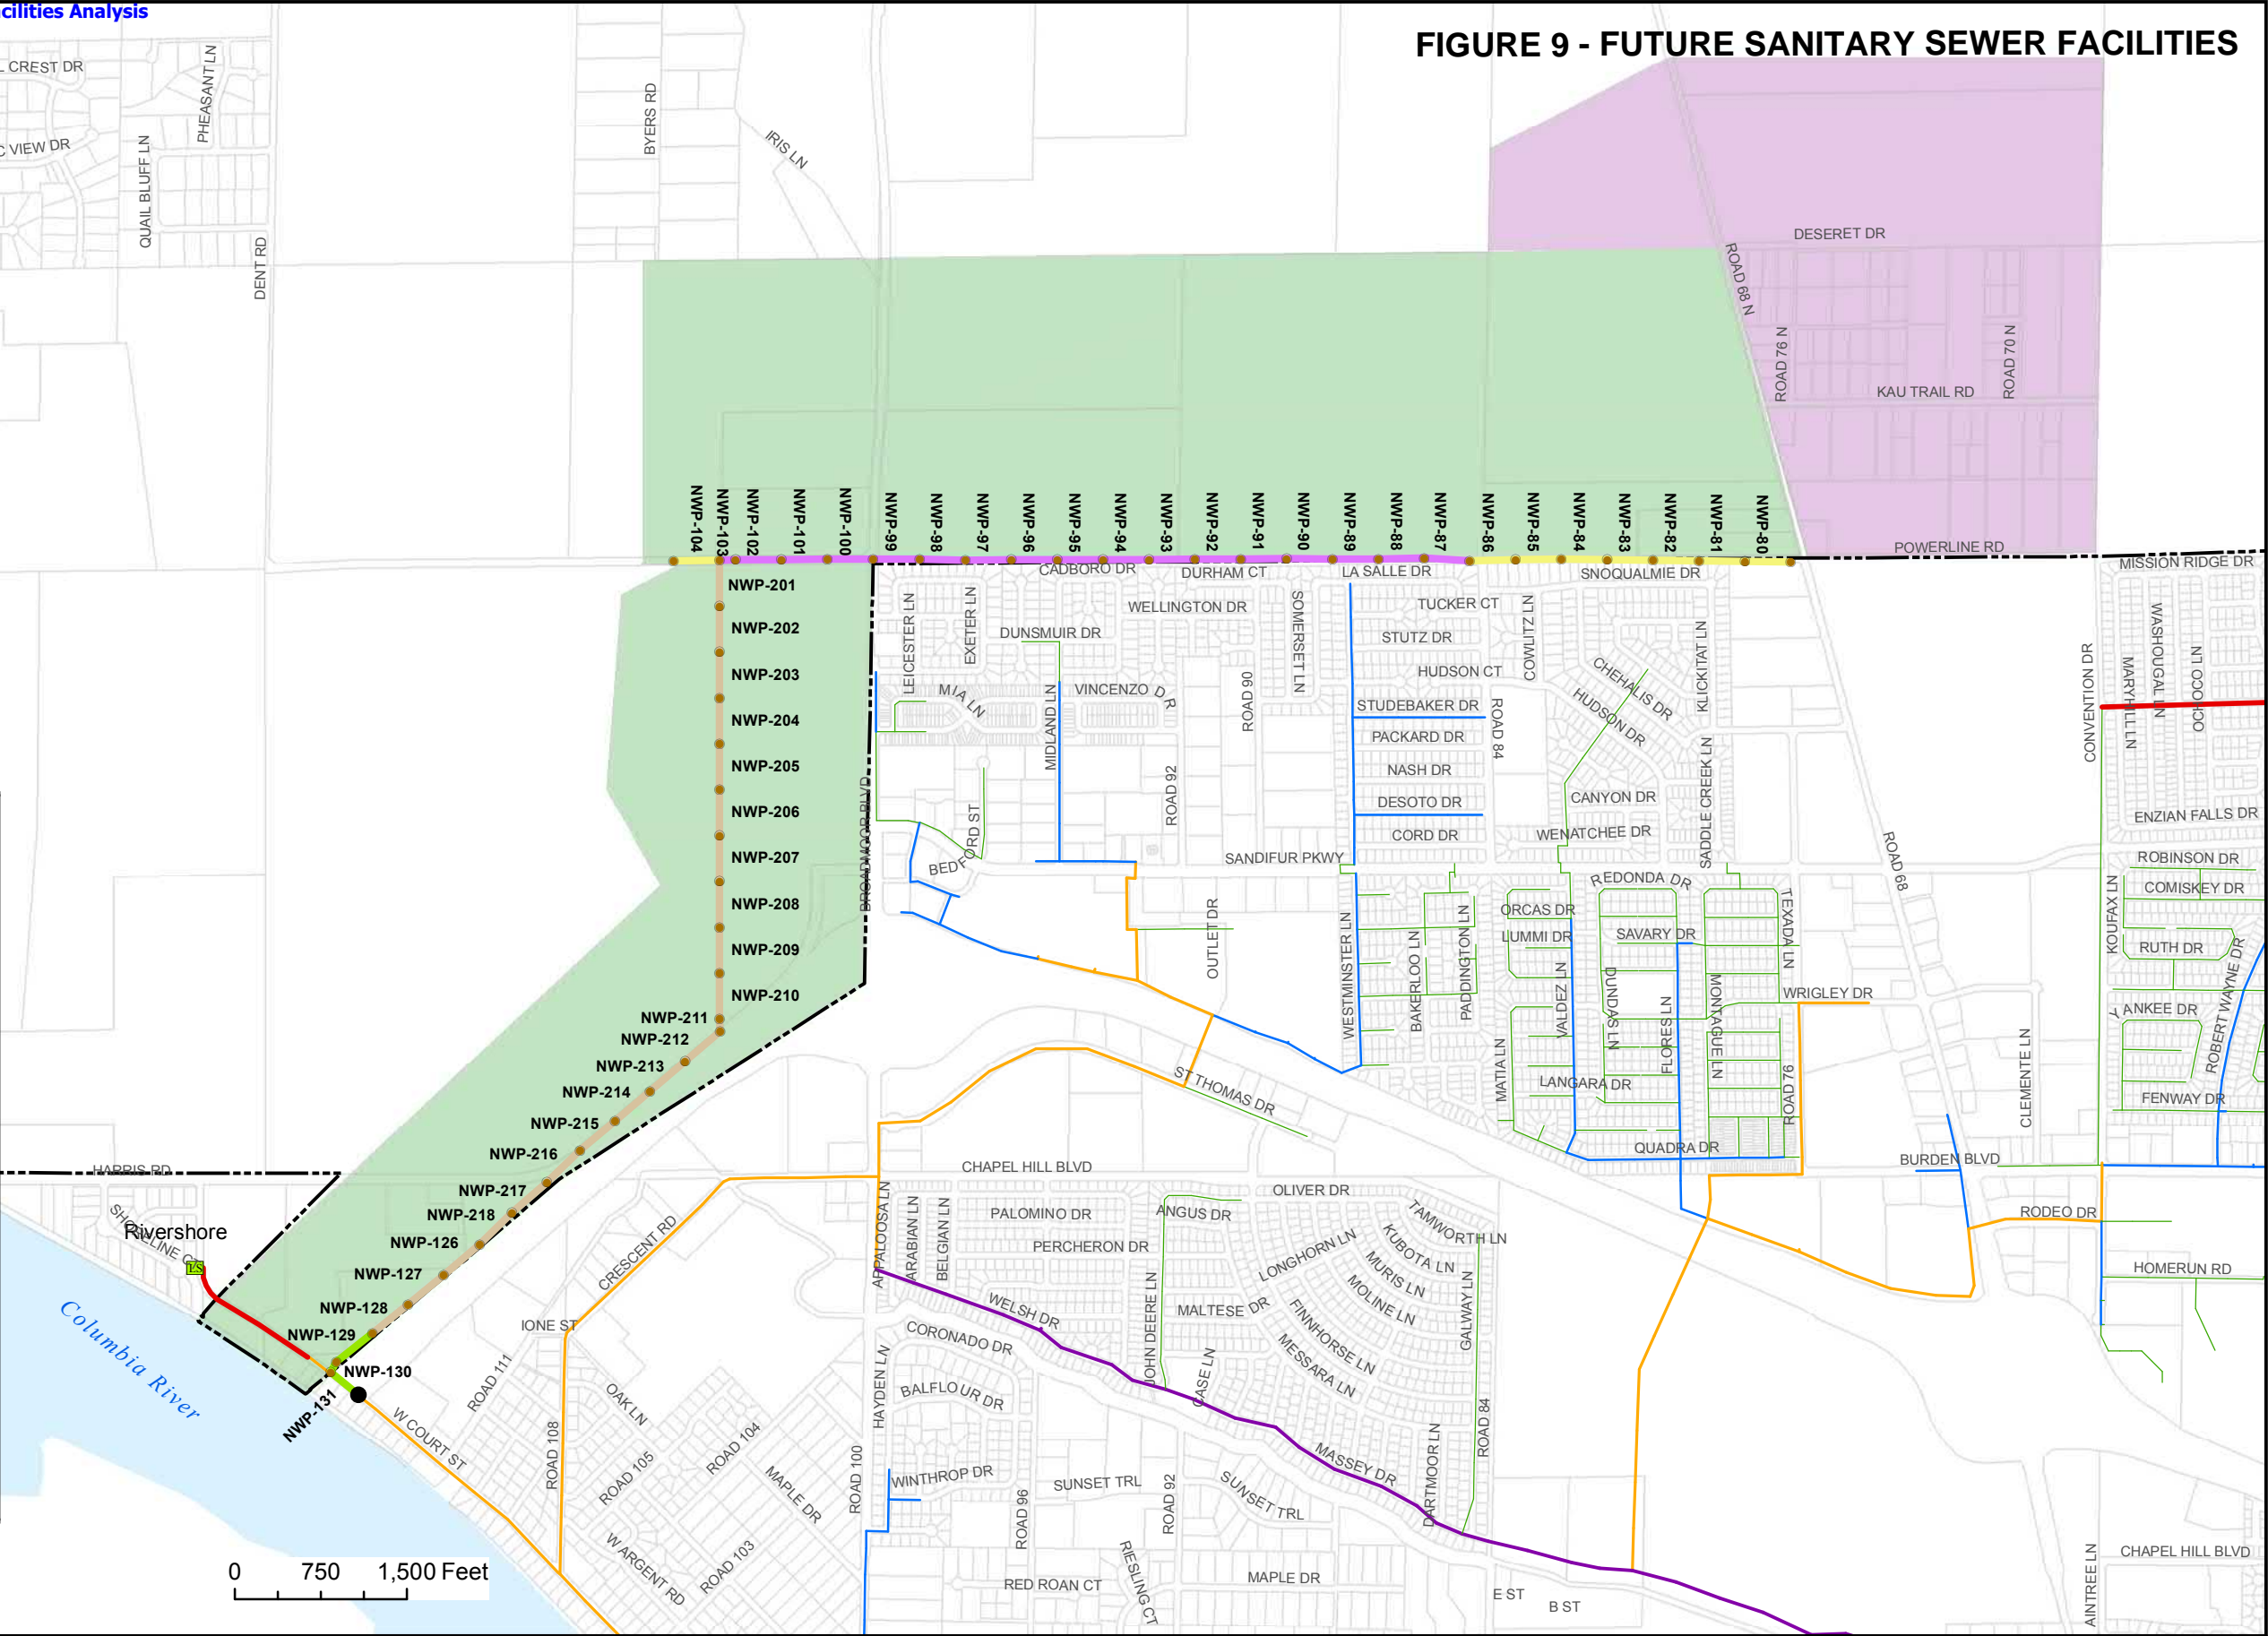 cilities Analysis
FIGURE 9 - FUTURE SANITARY SEWER FACILITIES
L CREST DR
PHEASANT LN
C VIEW DR
QUAIL BLUFF LN
DENT RD
BYERS RD
IRIS LN
DESERET DR
ROAD 68 N
ROAD 76 N
ROAD 70 N
KAU TRAIL RD
POWERLINE RD
NWP-104
NWP-103
NWP-102
NWP-101
NWP-100
NWP-99
NWP-98
NWP-97
NWP-96
NWP-95
NWP-94
NWP-93
NWP-92
NWP-91
NWP-90
NWP-89
NWP-88
NWP-87
NWP-86
NWP-85
NWP-84
NWP-83
NWP-82
NWP-81
NWP-80
NWP-201
NWP-202
NWP-203
NWP-204
NWP-205
NWP-206
NWP-207
NWP-208
NWP-209
NWP-210
NWP-211
NWP-212
NWP-213
NWP-214
NWP-215
NWP-216
NWP-217
NWP-218
NWP-126
NWP-127
NWP-128
NWP-129
NWP-130
NWP-131
CADBORO DR
DURHAM CT
LA SALLE DR
SNOQUALMIE DR
MISSION RIDGE DR
LEICESTER LN
EXETER LN
WELLINGTON DR
DUNSMUIR DR
SOMERSET LN
TUCKER CT
STUTZ DR
HUDSON CT
COWLITZ LN
CHEHALIS DR
HUDSON DR
KLICKITAT LN
MIA LN
MIDLAND LN
VINCENZO DR
ROAD 90
STUDEBAKER DR
ROAD 84
PACKARD DR
NASH DR
DESOTO DR
CORD DR
CANYON DR
WENATCHEE DR
SADDLE CREEK LN
CONVENTION DR
MARYHILL LN
WASHOUGAL LN
OCHOCO LN
ENZIAN FALLS DR
ROBINSON DR
COMISKEY DR
KOUFAX LN
RUTH DR
ROBERT WAYNE DR
YANKEE DR
FENWAY DR
BROADMOOR BLVD
BEDFORD ST
ROAD 92
SANDIFUR PKWY
OUTLET DR
WESTMINSTER LN
BAKERLOO LN
PADDINGTON LN
REDONDA DR
ORCAS DR
LUMMI DR
SAVARY DR
VALDEZ LN
DUNDAS LN
FLORES LN
MONTAGUE LN
TEXADA LN
WRIGLEY DR
ROAD 68
CLEMENTE LN
MATIA LN
LANGARA DR
ROAD 76
QUADRA DR
BURDEN BLVD
ST THOMAS DR
HARRIS RD
SHORELINE CT
Rivershore
LS
Columbia River
CRESCENT RD
CHAPEL HILL BLVD
APPALOOSA LN
ARABIAN LN
BELGIAN LN
PALOMINO DR
PERCHERON DR
ANGUS DR
OLIVER DR
TAMWORTH LN
KUBOTA LN
LONGHORN LN
MURIS LN
MOLINE LN
GALWAY LN
RODEO DR
HOMERUN RD
IONE ST
WELSH DR
CORONADO DR
JOHN DEERE LN
MALTESE DR
FINNHORSE LN
MESSARA LN
CASE LN
HAYDEN LN
BALFLOUR DR
ROAD 111
OAK LN
W COURT ST
ROAD 108
ROAD 105
ROAD 104
MAPLE DR
ROAD 100
WINTHROP DR
ROAD 96
SUNSET TRL
ROAD 92
SUNSET TRL
MASSEY DR
DARTMOOR LN
ROAD 84
W ARGENT RD
ROAD 103
RED ROAN CT
RIESLING CT
MAPLE DR
E ST
B ST
AINTREE LN
CHAPEL HILL BLVD
0 750 1,500 Feet